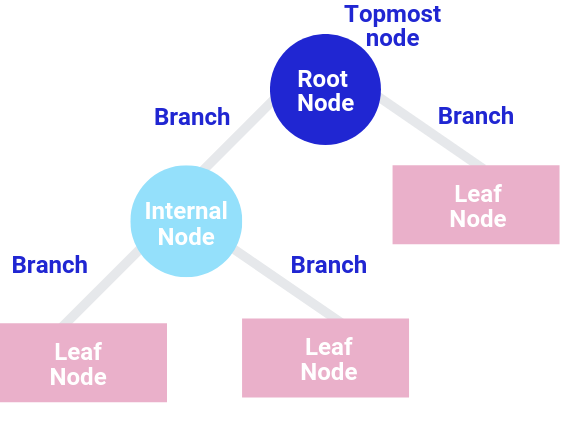 Topmost
node
Root
Node
Branch
Branch
Leaf
Node
Internal
Node
Branch
Branch
Leaf
Node
Leaf
Node